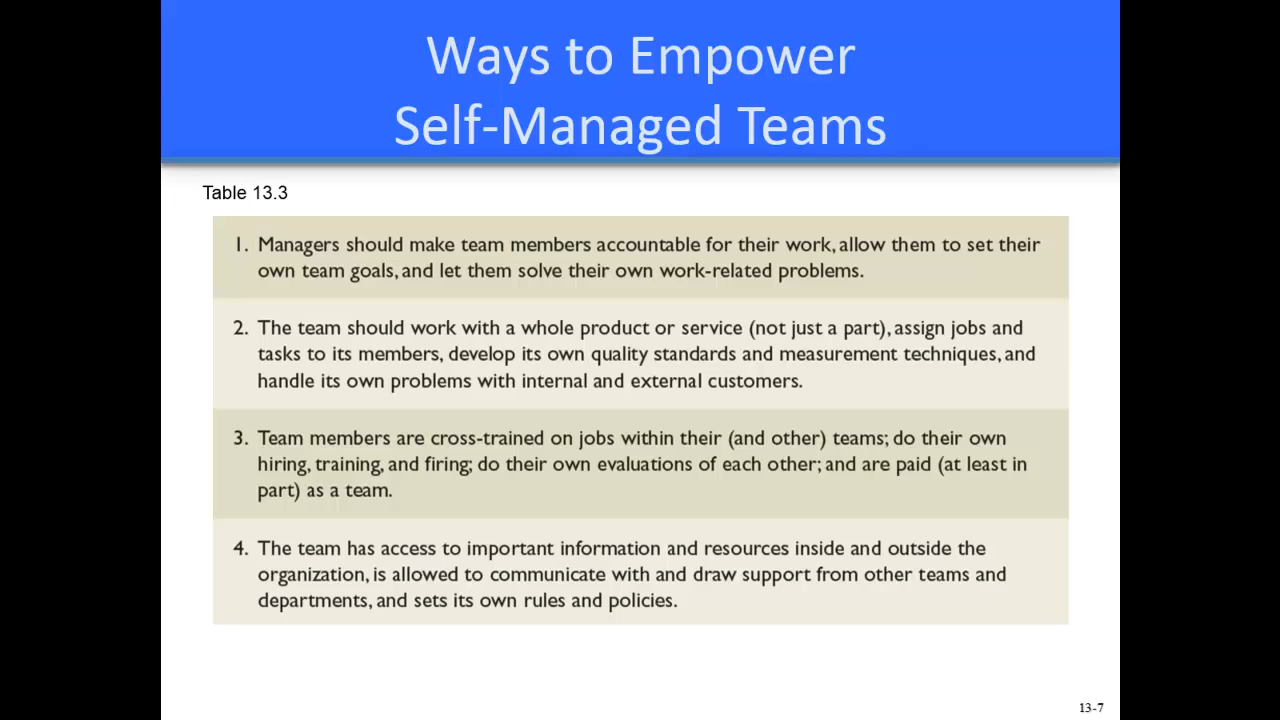 Ways to Empower
Self-Managed Teams
Table 13.3
1. Managers should make team members accountable for their work, allow them to set their
own team goals, and let them solve their own work-related problems.
2. The team should work with a whole product or service (not just a part), assign jobs and
tasks to its members, develop its own quality standards and measurement techniques, and
handle its own problems with internal and external customers.
3. Team members are cross-trained on jobs within their (and other) teams; do their own
hiring, training, and firing; do their own evaluations of each other; and are paid (at least in
part) as a team.
4. The team has access to important information and resources inside and outside the
organization, is allowed to communicate with and draw support from other teams and
departments, and sets its own rules and policies.
13-7